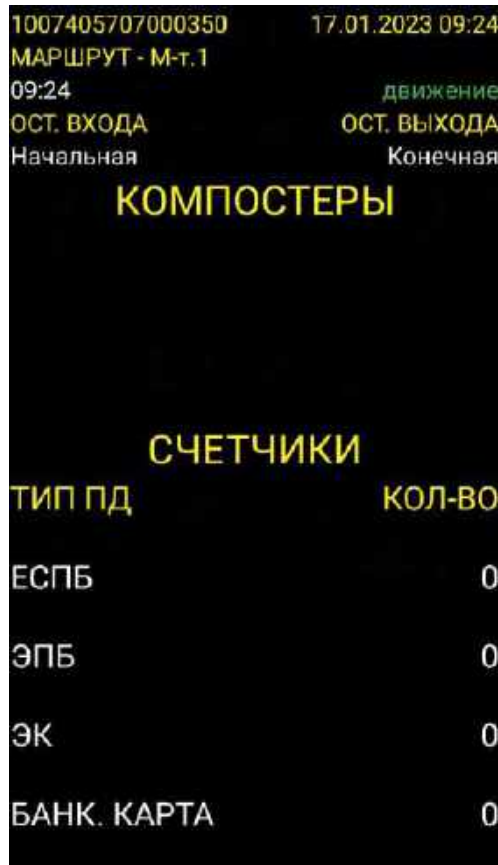 1007405707000350 17.01.2023 09:24
МАРШРУТ - М-т.1
09:24 движение
ОСТ. ВХОДА ОСТ. ВЫХОДА
Начальная Конечная
КОМПОСТЕРЫ
СЧЕТЧИКИ
ТИП ПД КОЛ-ВО
ЕСПБ 0
ЭПБ 0
ЭК 0
БАНК. КАРТА 0